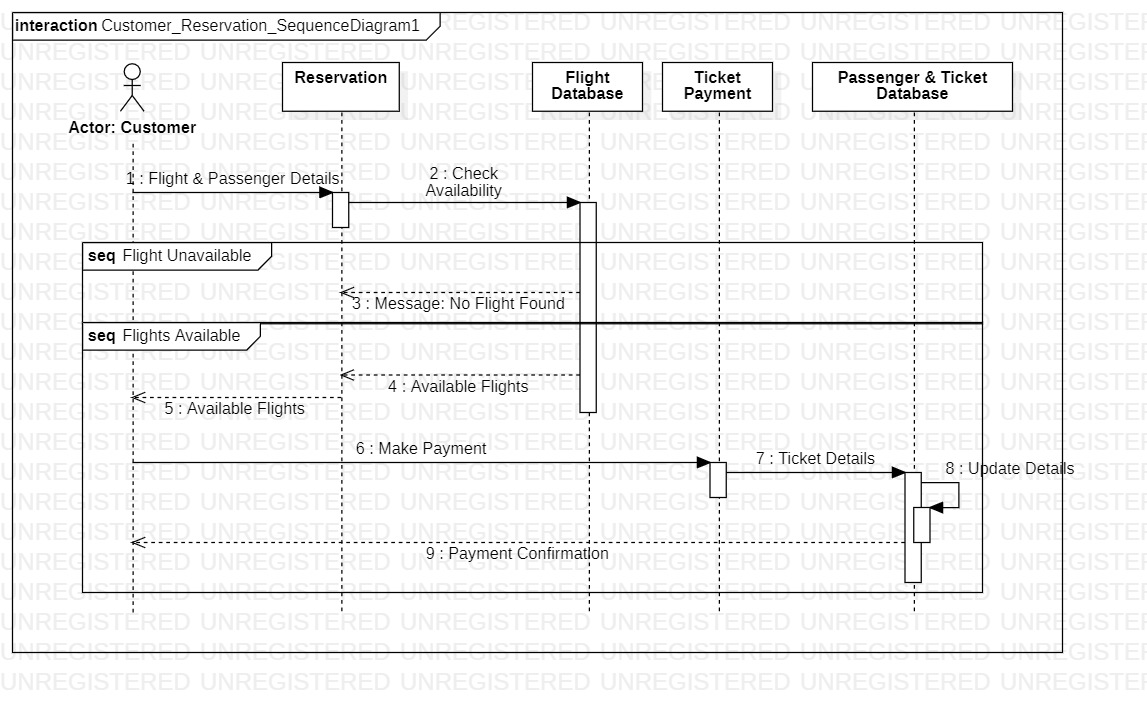 interaction Customer_Reservation_SequenceDiagram1
Reservation
Flight
Database
Ticket
Payment
Passenger & Ticket
Database
Actor: Customer
1 : Flight & Passenger Details
2 : Check
Availability
seq Flight Unavailable
3 : Message: No Flight Found
seq Flights Available
4 : Available Flights
5 : Available Flights
6 : Make Payment
7 : Ticket Details
8 : Update Details
9 : Payment Confirmation
UNREGISTERED UNREGISTERED UNREGISTERED UNREGISTERED UNREGISTERED UNREGISTERED